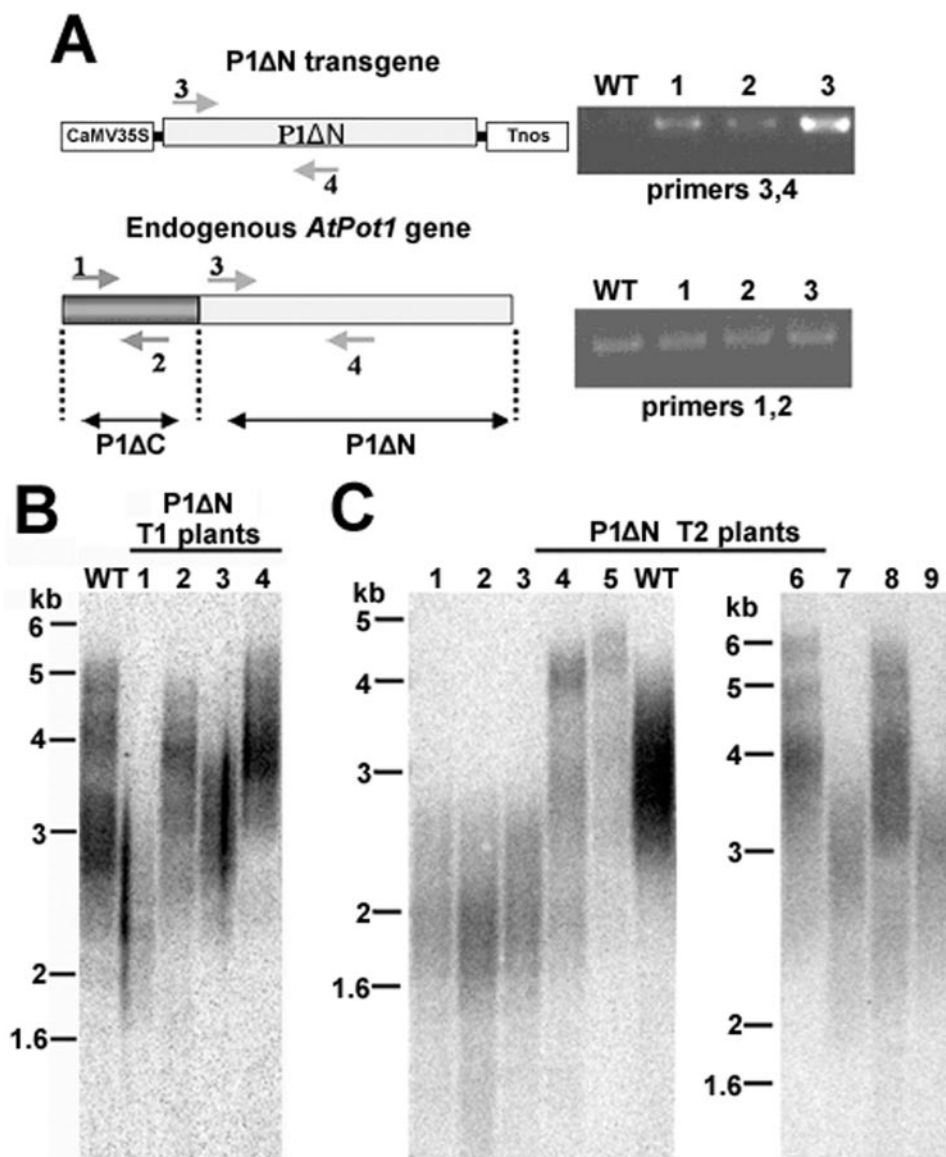 A
P1ΔN transgene
3
CaMV35S P1ΔN Tnos
4
WT 1 2 3
primers 3,4
Endogenous AtPot1 gene
1 3
2 4
P1ΔC P1ΔN
WT 1 2 3
primers 1,2
B
P1ΔN
T1 plants
WT 1 2 3 4
kb
6
5
4
3
2
1.6
C
P1ΔN T2 plants
1 2 3 4 5 WT
kb
5
4
3
2
1.6
6 7 8 9
kb
6
5
4
3
2
1.6